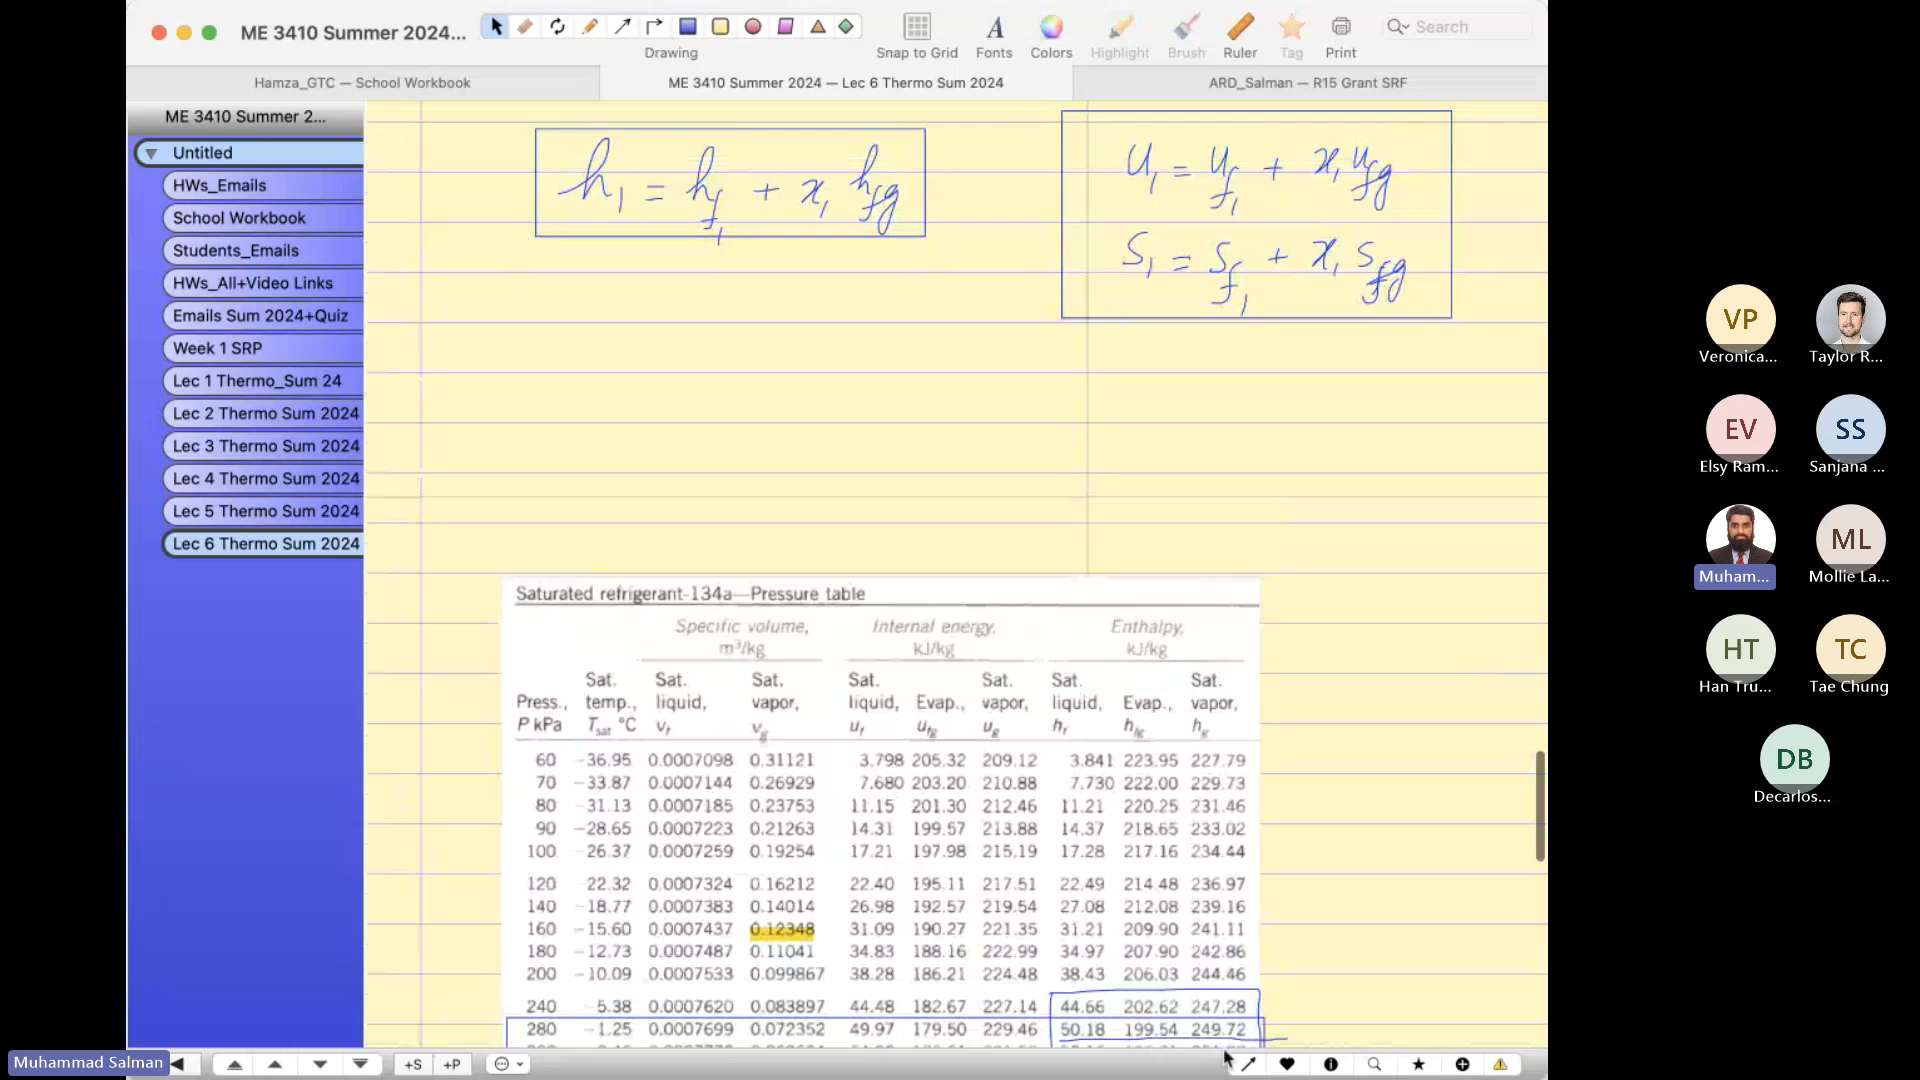 ME 3410 Summer 2024...
Drawing
Snap to Grid
Fonts
Colors
Highlight
Brush
Ruler
Tag
Print
Search
Hamza_GTC — School Workbook
ME 3410 Summer 2024 — Lec 6 Thermo Sum 2024
ARD_Salman — R15 Grant SRF
ME 3410 Summer 2...
Untitled
HWs_Emails
School Workbook
Students_Emails
HWs_All+Video Links
Emails Sum 2024+Quiz
Week 1 SRP
Lec 1 Thermo_Sum 24
Lec 2 Thermo Sum 2024
Lec 3 Thermo Sum 2024
Lec 4 Thermo Sum 2024
Lec 5 Thermo Sum 2024
Lec 6 Thermo Sum 2024
h1 = hf1 + x1 hfg
u1 = uf1 + x1 ufg
s1 = sf1 + x1 sfg
Saturated refrigerant-134a—Pressure table
Specific volume, Internal energy, Enthalpy,
m³/kg kJ/kg kJ/kg
Sat. Sat. Sat. Sat. Sat. Sat. Sat.
Press., temp., liquid, vapor, liquid, Evap., vapor, liquid, Evap., vapor,
P kPa Tsat °C vf vg uf ufg ug hf hfg hg
60 −36.95 0.0007098 0.31121 3.798 205.32 209.12 3.841 223.95 227.79
70 −33.87 0.0007144 0.26929 7.680 203.20 210.88 7.730 222.00 229.73
80 −31.13 0.0007185 0.23753 11.15 201.30 212.46 11.21 220.25 231.46
90 −28.65 0.0007223 0.21263 14.31 199.57 213.88 14.37 218.65 233.02
100 −26.37 0.0007259 0.19254 17.21 197.98 215.19 17.28 217.16 234.44
120 22.32 0.0007324 0.16212 22.40 195.11 217.51 22.49 214.48 236.97
140 −18.77 0.0007383 0.14014 26.98 192.57 219.54 27.08 212.08 239.16
160 −15.60 0.0007437 0.12348 31.09 190.27 221.35 31.21 209.90 241.11
180 −12.73 0.0007487 0.11041 34.83 188.16 222.99 34.97 207.90 242.86
200 −10.09 0.0007533 0.099867 38.28 186.21 224.48 38.43 206.03 244.46
240 5.38 0.0007620 0.083897 44.48 182.67 227.14 44.66 202.62 247.28
280 −1.25 0.0007699 0.072352 49.97 179.50 229.46 50.18 199.54 249.72
+S
+P
Muhammad Salman
VP
Veronica...
Taylor R...
EV
Elsy Ram...
SS
Sanjana ...
Muham...
ML
Mollie La...
HT
Han Tru...
TC
Tae Chung
DB
Decarlos...